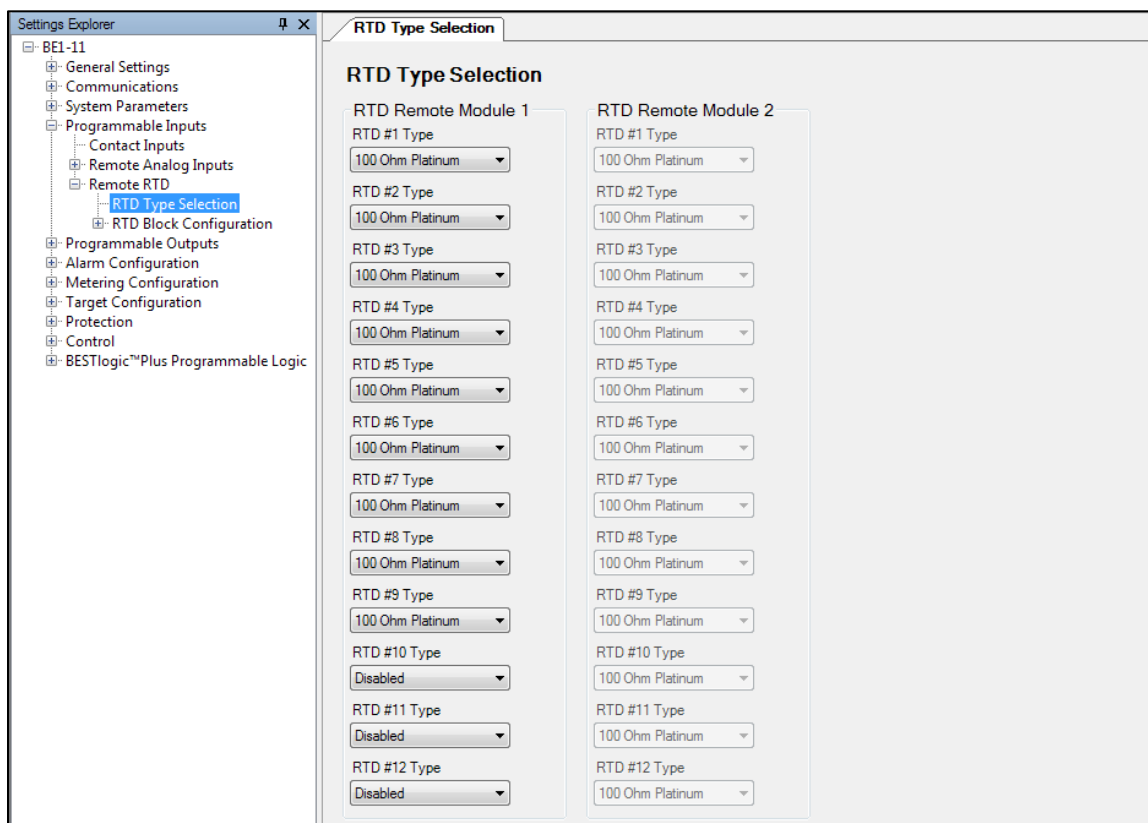 Settings Explorer
BE1-11
General Settings
Communications
System Parameters
Programmable Inputs
Contact Inputs
Remote Analog Inputs
Remote RTD
RTD Type Selection
RTD Block Configuration
Programmable Outputs
Alarm Configuration
Metering Configuration
Target Configuration
Protection
Control
BESTlogic™Plus Programmable Logic
RTD Type Selection
RTD Type Selection
RTD Remote Module 1
RTD #1 Type
100 Ohm Platinum
RTD #2 Type
100 Ohm Platinum
RTD #3 Type
100 Ohm Platinum
RTD #4 Type
100 Ohm Platinum
RTD #5 Type
100 Ohm Platinum
RTD #6 Type
100 Ohm Platinum
RTD #7 Type
100 Ohm Platinum
RTD #8 Type
100 Ohm Platinum
RTD #9 Type
100 Ohm Platinum
RTD #10 Type
Disabled
RTD #11 Type
Disabled
RTD #12 Type
Disabled
RTD Remote Module 2
RTD #1 Type
100 Ohm Platinum
RTD #2 Type
100 Ohm Platinum
RTD #3 Type
100 Ohm Platinum
RTD #4 Type
100 Ohm Platinum
RTD #5 Type
100 Ohm Platinum
RTD #6 Type
100 Ohm Platinum
RTD #7 Type
100 Ohm Platinum
RTD #8 Type
100 Ohm Platinum
RTD #9 Type
100 Ohm Platinum
RTD #10 Type
100 Ohm Platinum
RTD #11 Type
100 Ohm Platinum
RTD #12 Type
100 Ohm Platinum